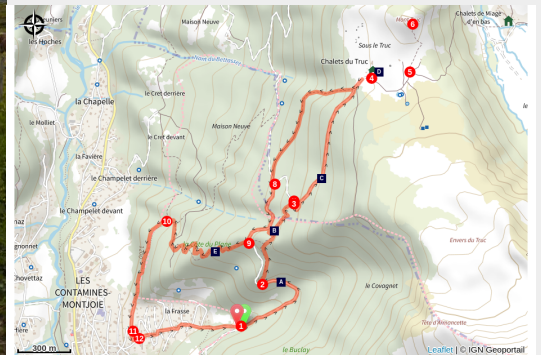 Maison Neuve
Chalets de Miage
d'en bas
les Hoches
Sous le Truc
Chalets du Truc
6
5
4
D
la Chapelle
le Cret derrière
le Molliet
Maison Neuve
le Cret devant
la Favière
le Champelet derrière
C
8
3
le Champelet devant
10
B
9
E
Envers du Truc
LES
CONTAMINES-
MONTJOIE
2
A
le Covagnet
la Frasse
1
11
12
Tête d'Armancette
le Buclay
300 m
Leaflet | © IGN Geoportail